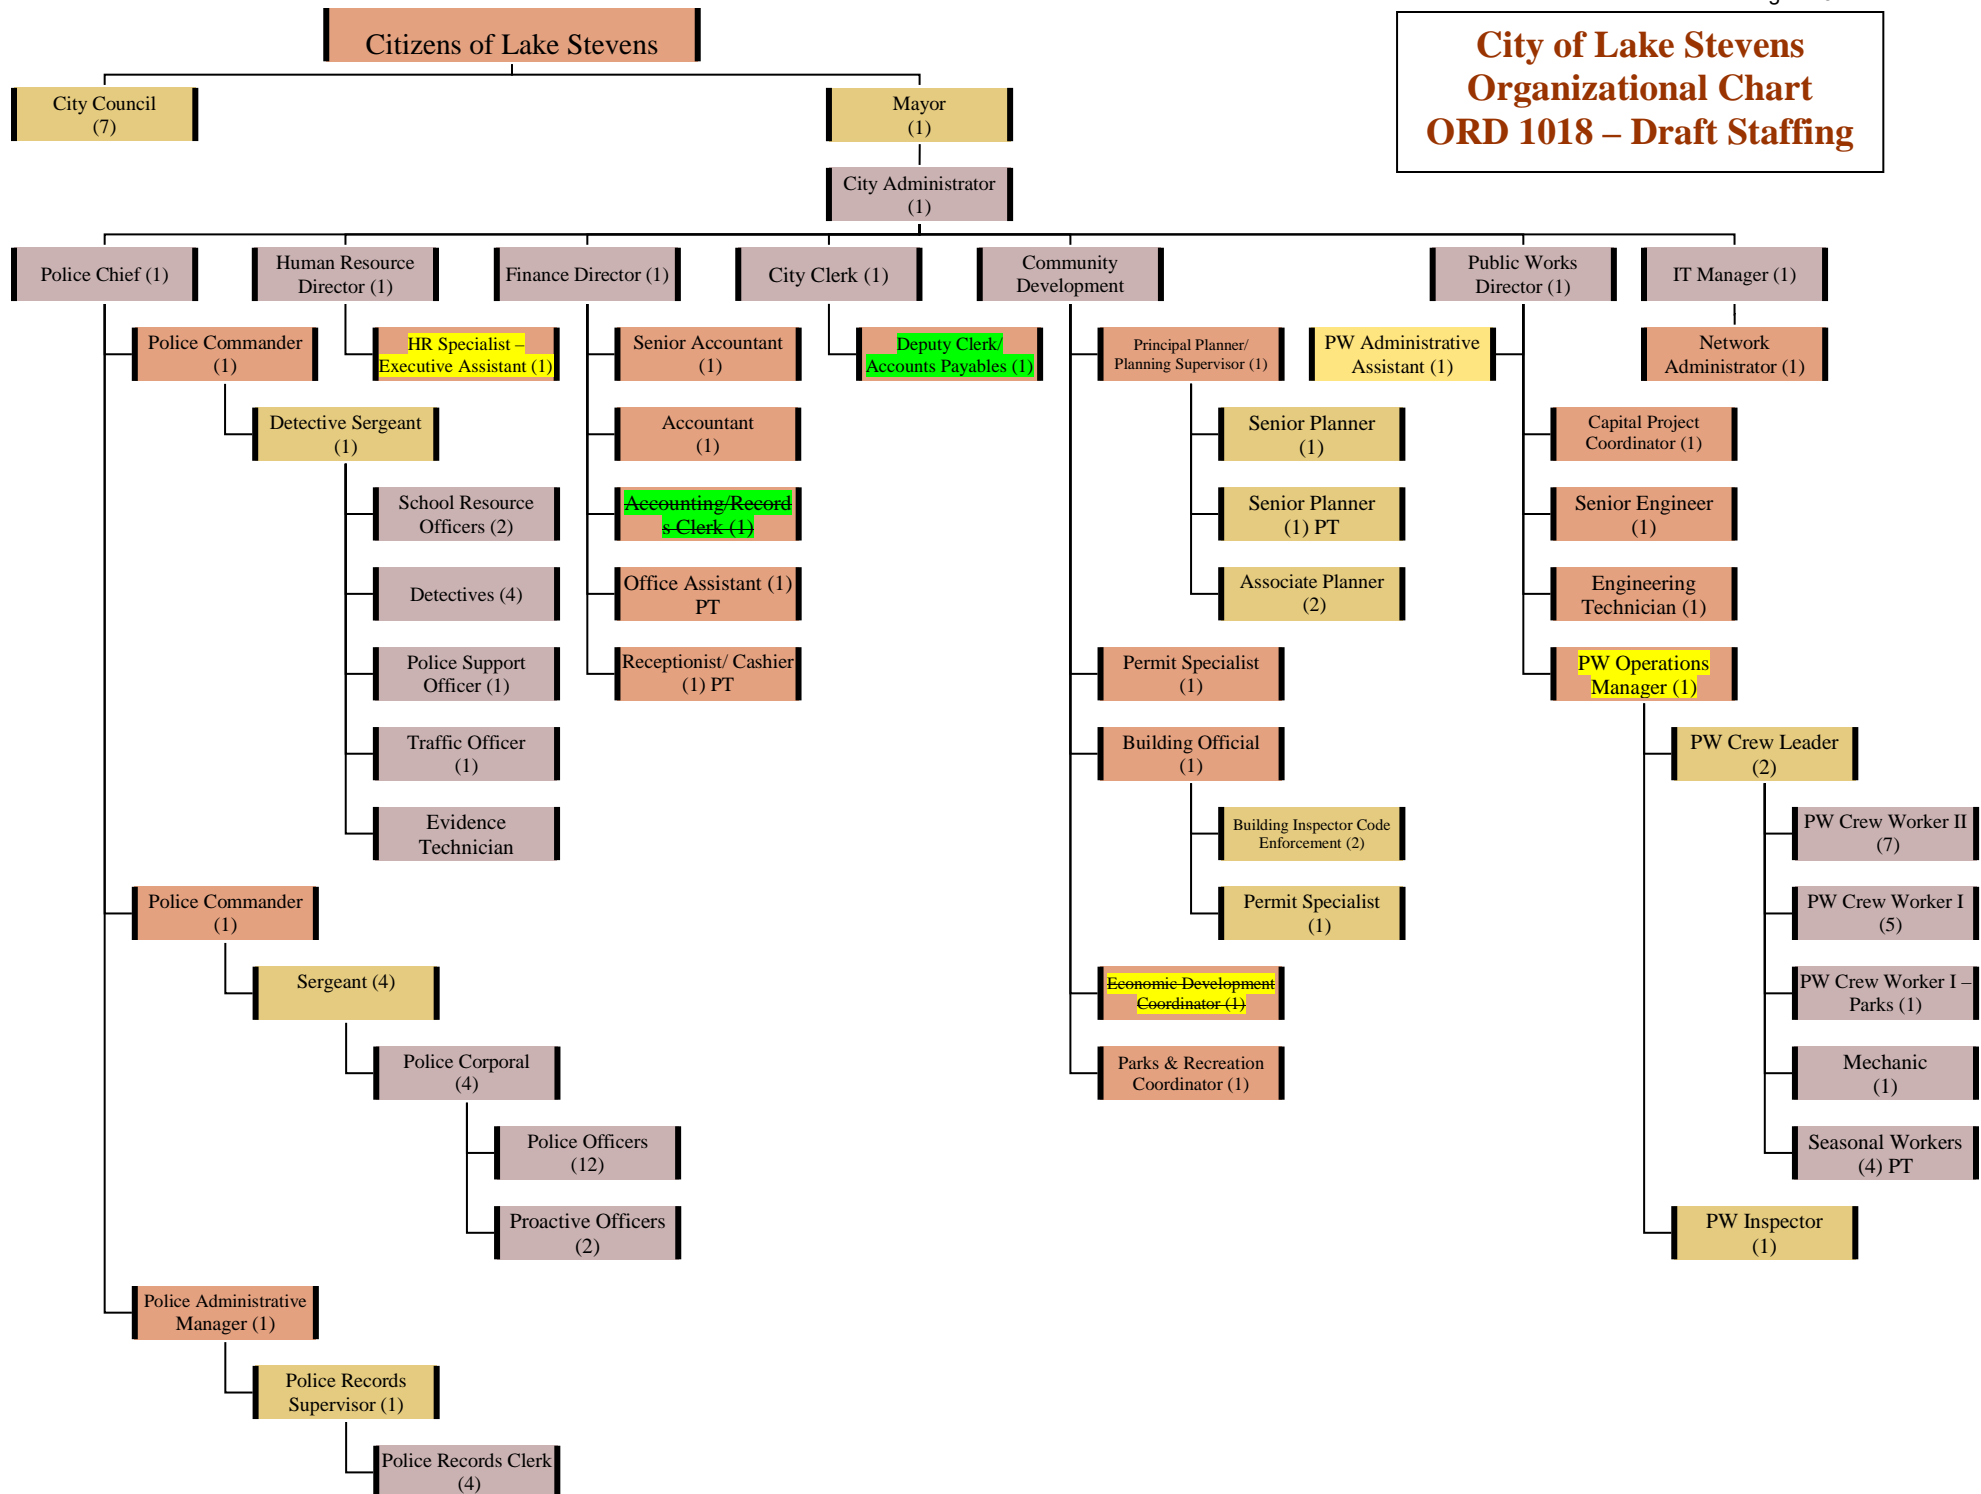 Citizens of Lake Stevens
City of Lake Stevens
Organizational Chart
ORD 1018 – Draft Staffing
City Council
(7)
Mayor
(1)
City Administrator
(1)
Police Chief (1)
Human Resource
Director (1)
Finance Director (1)
City Clerk (1)
Community
Development
Public Works
Director (1)
IT Manager (1)
Police Commander
(1)
HR Specialist –
Executive Assistant (1)
Senior Accountant
(1)
Deputy Clerk/
Accounts Payables (1)
Principal Planner/
Planning Supervisor (1)
PW Administrative
Assistant (1)
Network
Administrator (1)
Detective Sergeant
(1)
Accountant
(1)
Senior Planner
(1)
Capital Project
Coordinator (1)
School Resource
Officers (2)
Accounting/Record
s Clerk (1)
Senior Planner
(1) PT
Senior Engineer
(1)
Detectives (4)
Office Assistant (1)
PT
Associate Planner
(2)
Engineering
Technician (1)
Police Support
Officer (1)
Receptionist/ Cashier
(1) PT
Permit Specialist
(1)
PW Operations
Manager (1)
Traffic Officer
(1)
Building Official
(1)
PW Crew Leader
(2)
Evidence
Technician
Building Inspector Code
Enforcement (2)
PW Crew Worker II
(7)
Police Commander
(1)
Permit Specialist
(1)
PW Crew Worker I
(5)
Sergeant (4)
Economic Development
Coordinator (1)
PW Crew Worker I –
Parks (1)
Police Corporal
(4)
Parks & Recreation
Coordinator (1)
Mechanic
(1)
Police Officers
(12)
Seasonal Workers
(4) PT
Proactive Officers
(2)
PW Inspector
(1)
Police Administrative
Manager (1)
Police Records
Supervisor (1)
Police Records Clerk
(4)